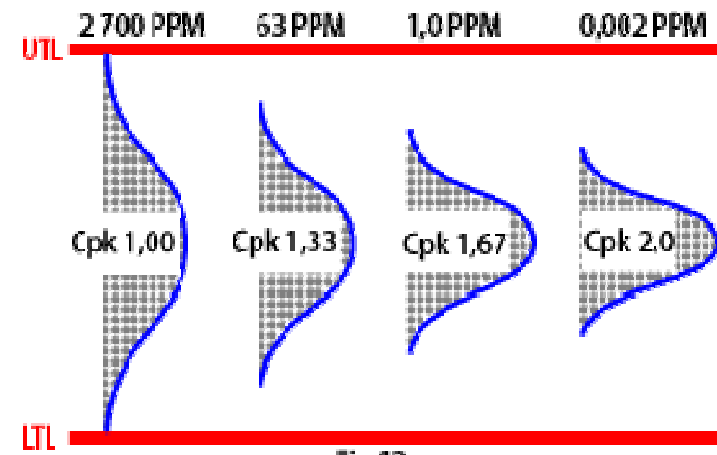 2 700 PPM 63 PPM 1,0 PPM 0,002 PPM
UTL
Cpk 1,00 Cpk 1,33 Cpk 1,67 Cpk 2.0
LTL